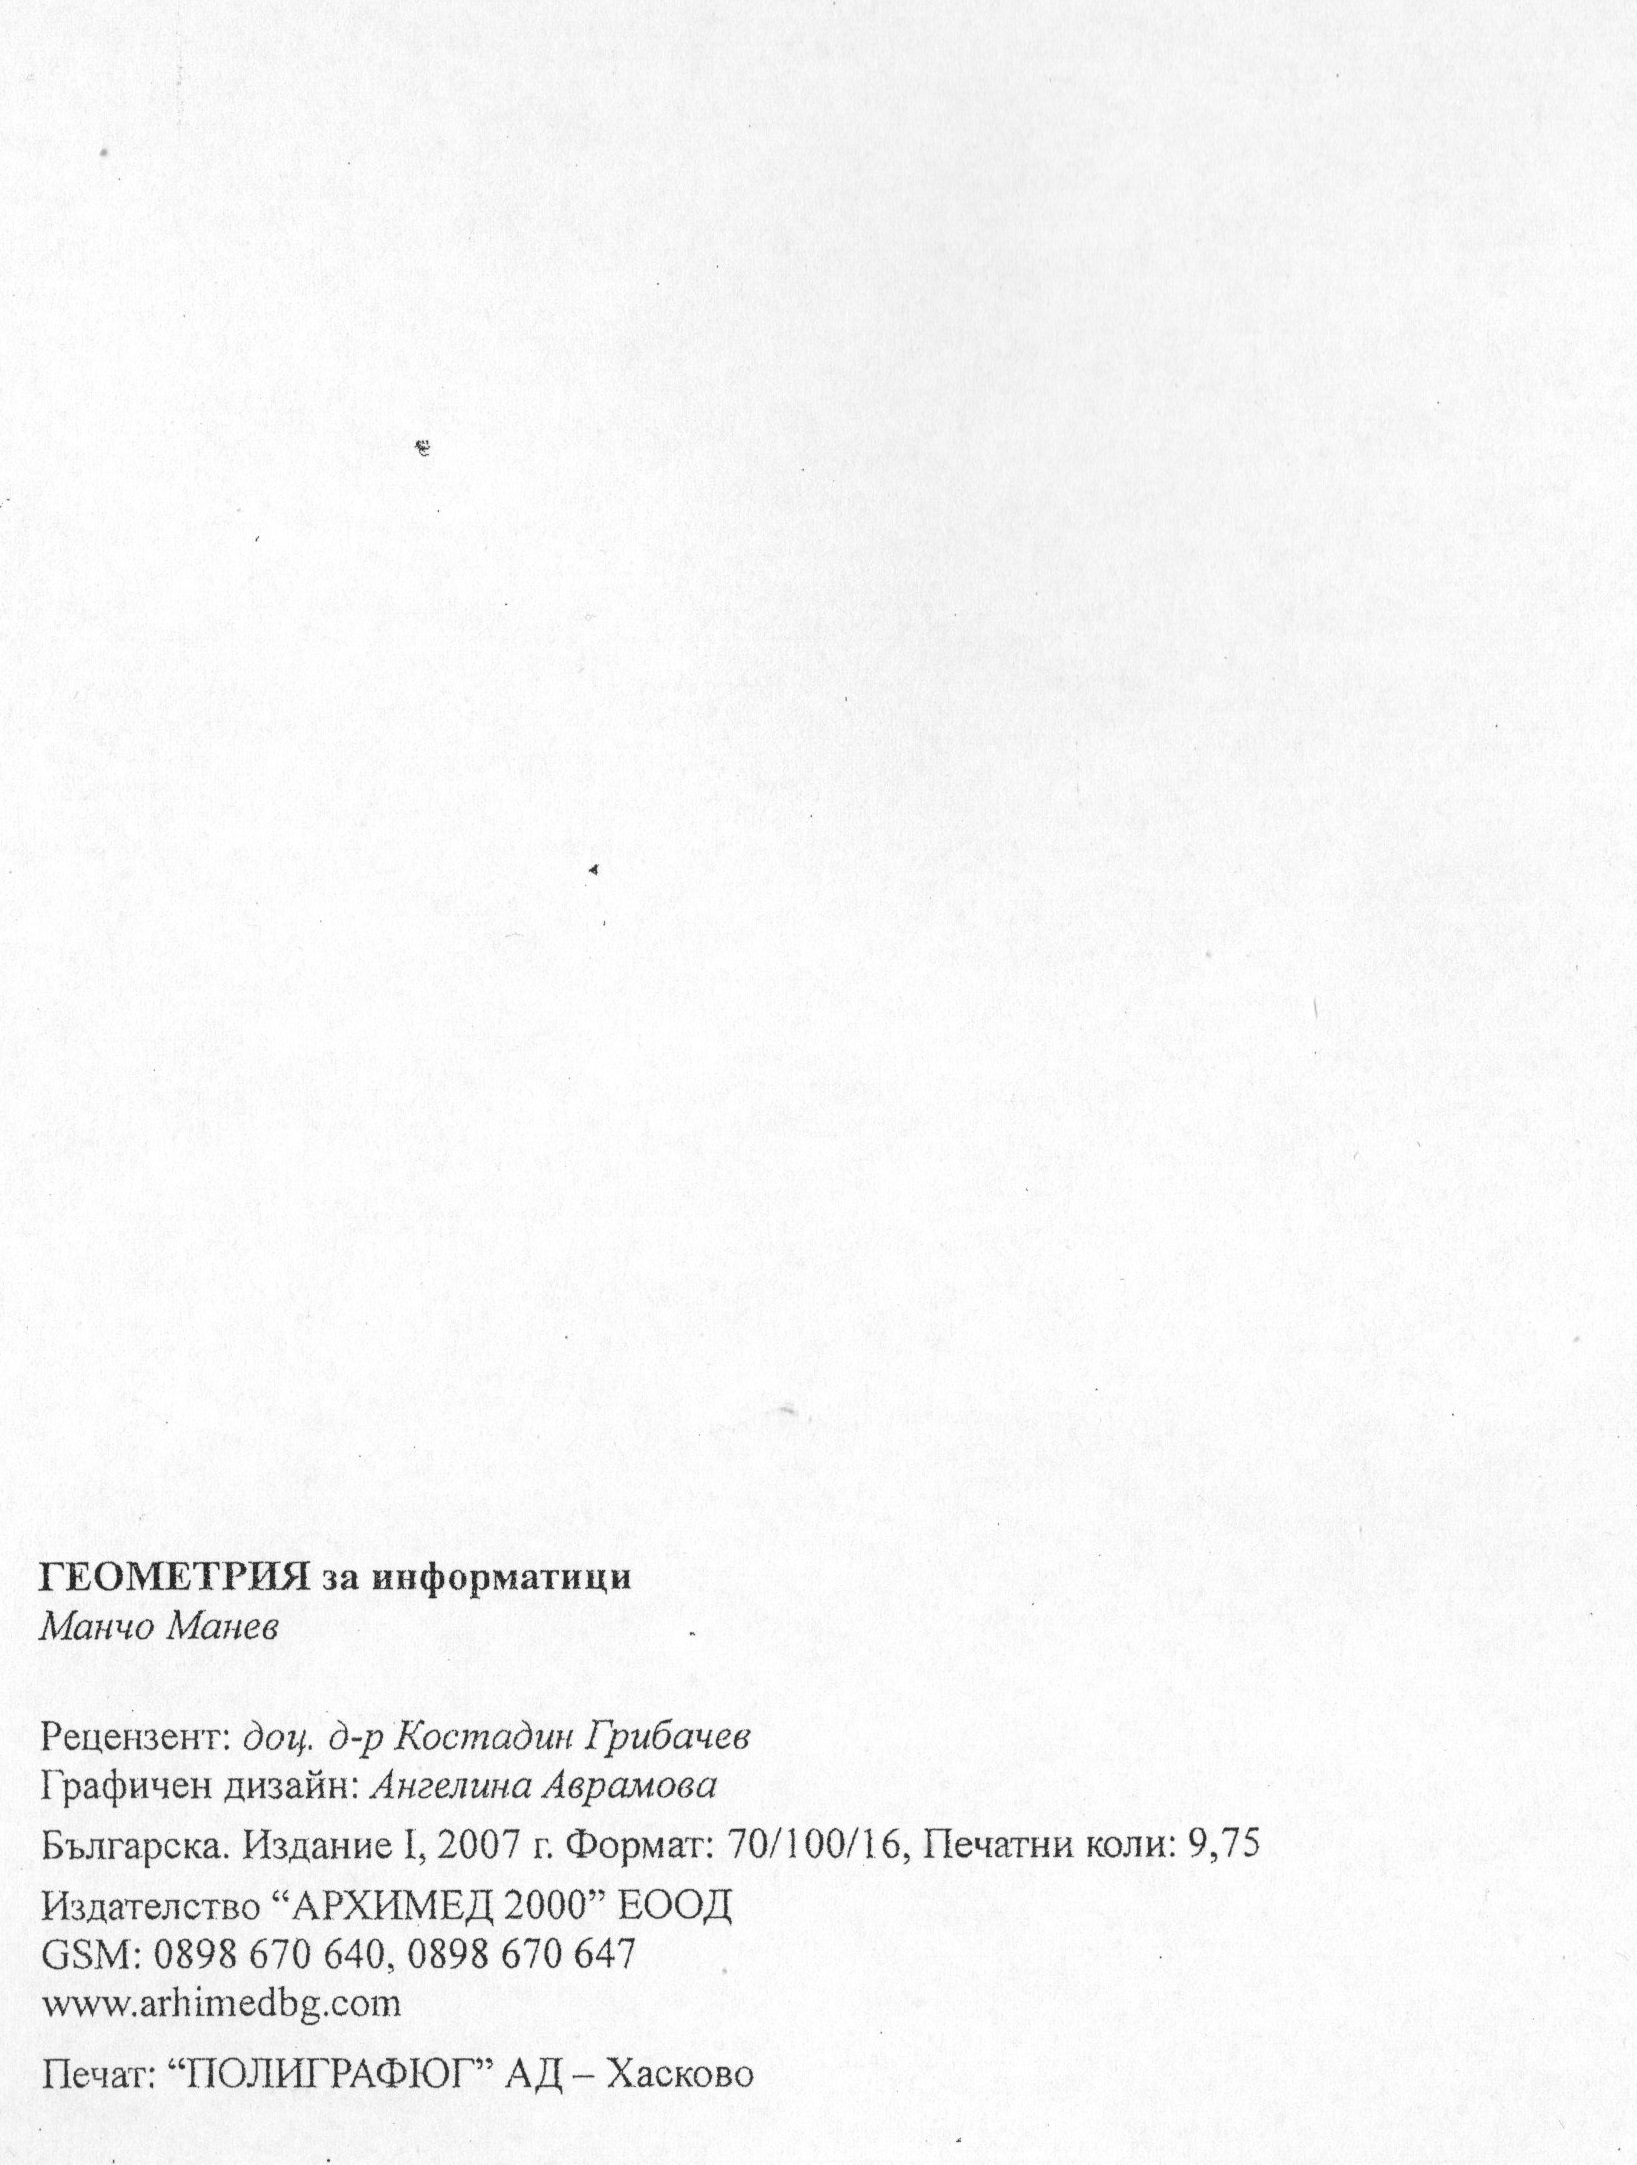 ГЕОМЕТРИЯ за информатици
Манчо Манев
Рецензент: доц. д-р Костадин Грибачев
Графичен дизайн: Ангелина Аврамова
Българска. Издание I, 2007 г. Формат: 70/100/16, Печатни коли: 9,75
Издателство “АРХИМЕД 2000” ЕООД
GSM: 0898 670 640, 0898 670 647
www.arhimedbg.com
Печат: “ПОЛИГРАФЮГ” АД – Хасково